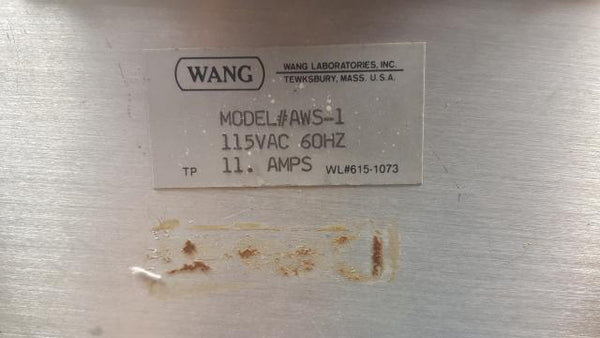 WANG
WANG LABORATORIES, INC.
TEWKSBURY, MASS. U.S.A.
MODEL#AWS-1
115VAC 60HZ
11. AMPS
TP
WL#615-1073